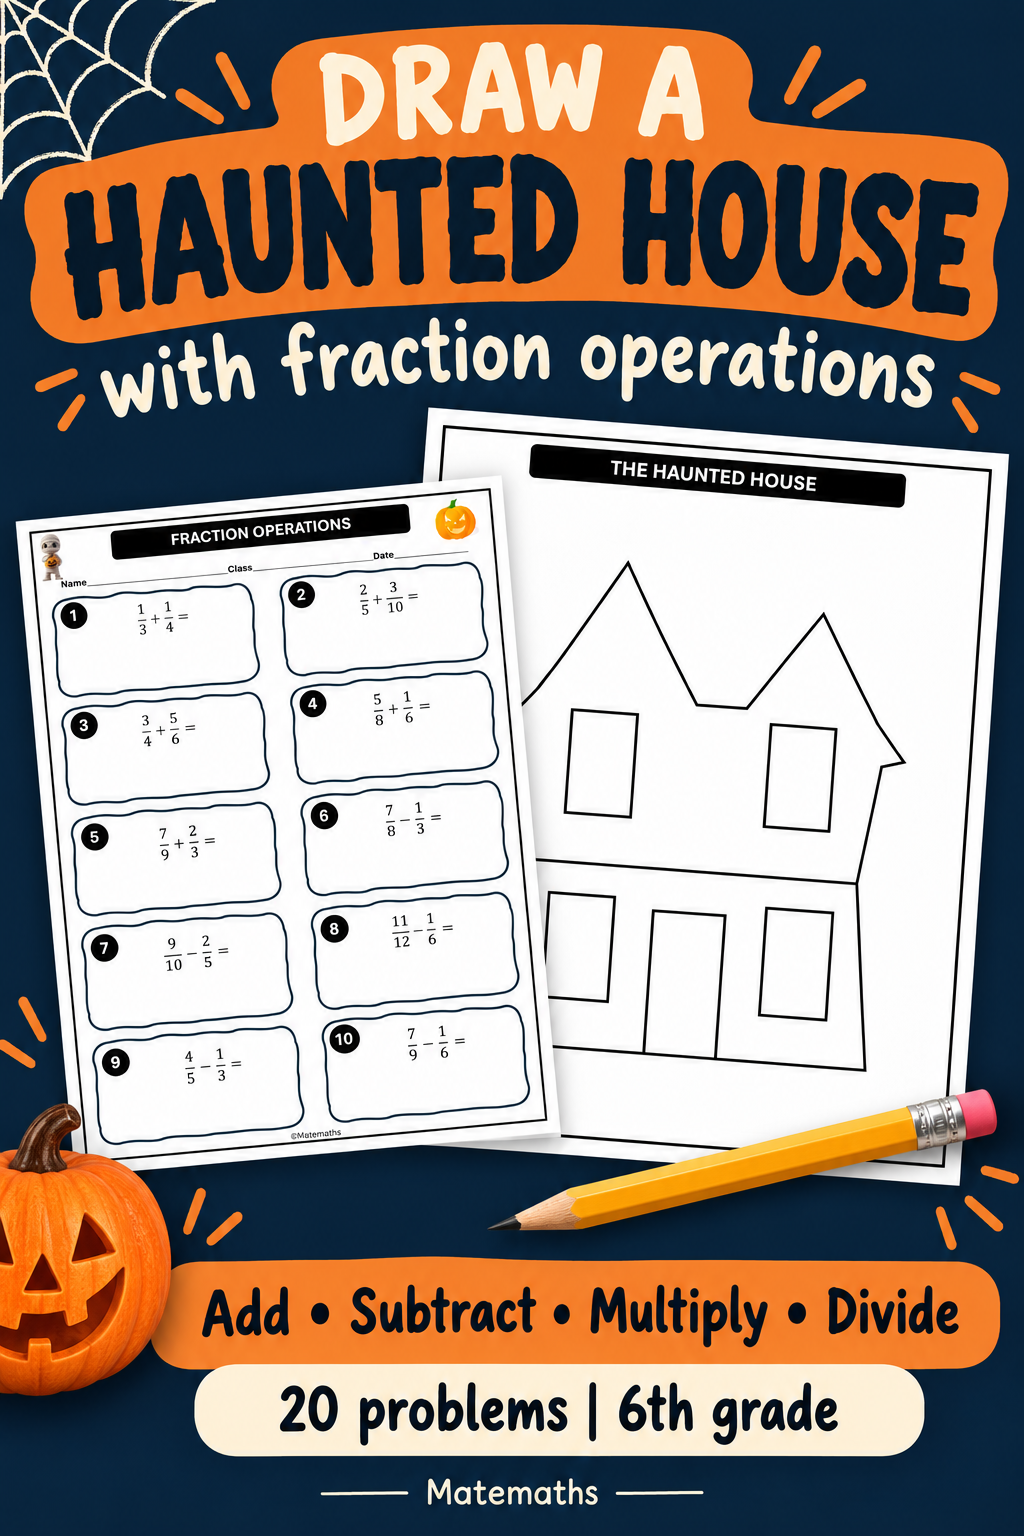 DRAW A
HAUNTED HOUSE
with fraction operations
THE HAUNTED HOUSE
FRACTION OPERATIONS
Name Class Date
1 1/3 + 1/4 =
2 2/5 + 3/10 =
3 3/4 + 5/6 =
4 5/8 + 1/6 =
5 7/9 + 2/3 =
6 7/8 − 1/3 =
7 9/10 − 2/5 =
8 11/12 − 1/6 =
9 4/5 − 1/3 =
10 7/9 − 1/6 =
©Matemaths
Add • Subtract • Multiply • Divide
20 problems | 6th grade
Matemaths